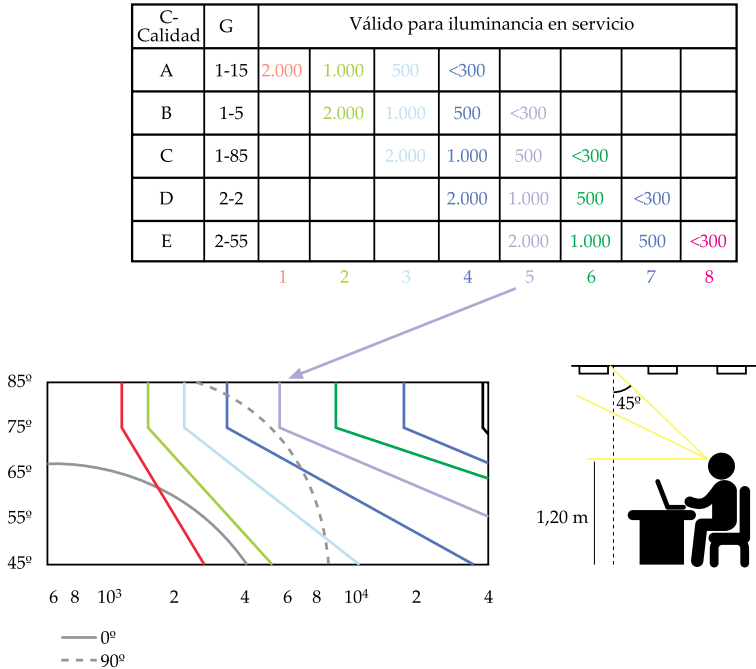 C-Calidad G Válido para iluminancia en servicio
A 1-15 2.000 1.000 500 <300
B 1-5 2.000 1.000 500 <300
C 1-85 2.000 1.000 500 <300
D 2-2 2.000 1.000 500 <300
E 2-55 2.000 1.000 500 <300
1 2 3 4 5 6 7 8
85º
75º
65º
55º
45º
6 8 10³ 2 4 6 8 10⁴ 2 4
0º
90º
45º
1,20 m